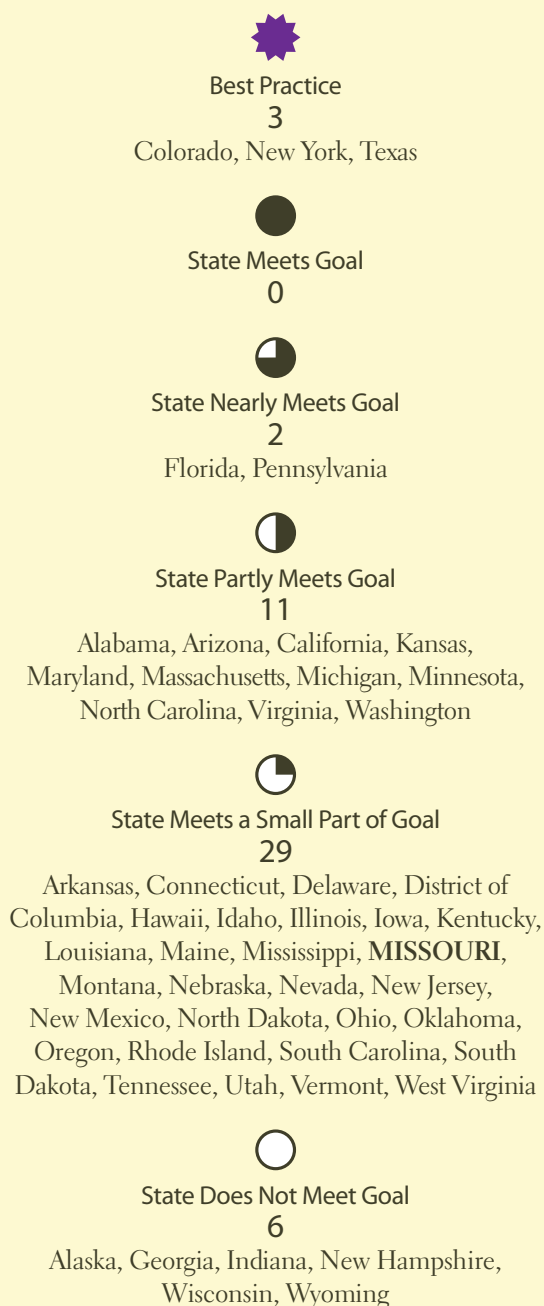 Best Practice
3
Colorado, New York, Texas
State Meets Goal
0
State Nearly Meets Goal
2
Florida, Pennsylvania
State Partly Meets Goal
11
Alabama, Arizona, California, Kansas,
Maryland, Massachusetts, Michigan, Minnesota,
North Carolina, Virginia, Washington
State Meets a Small Part of Goal
29
Arkansas, Connecticut, Delaware, District of
Columbia, Hawaii, Idaho, Illinois, Iowa, Kentucky,
Louisiana, Maine, Mississippi, MISSOURI,
Montana, Nebraska, Nevada, New Jersey,
New Mexico, North Dakota, Ohio, Oklahoma,
Oregon, Rhode Island, South Carolina, South
Dakota, Tennessee, Utah, Vermont, West Virginia
State Does Not Meet Goal
6
Alaska, Georgia, Indiana, New Hampshire,
Wisconsin, Wyoming